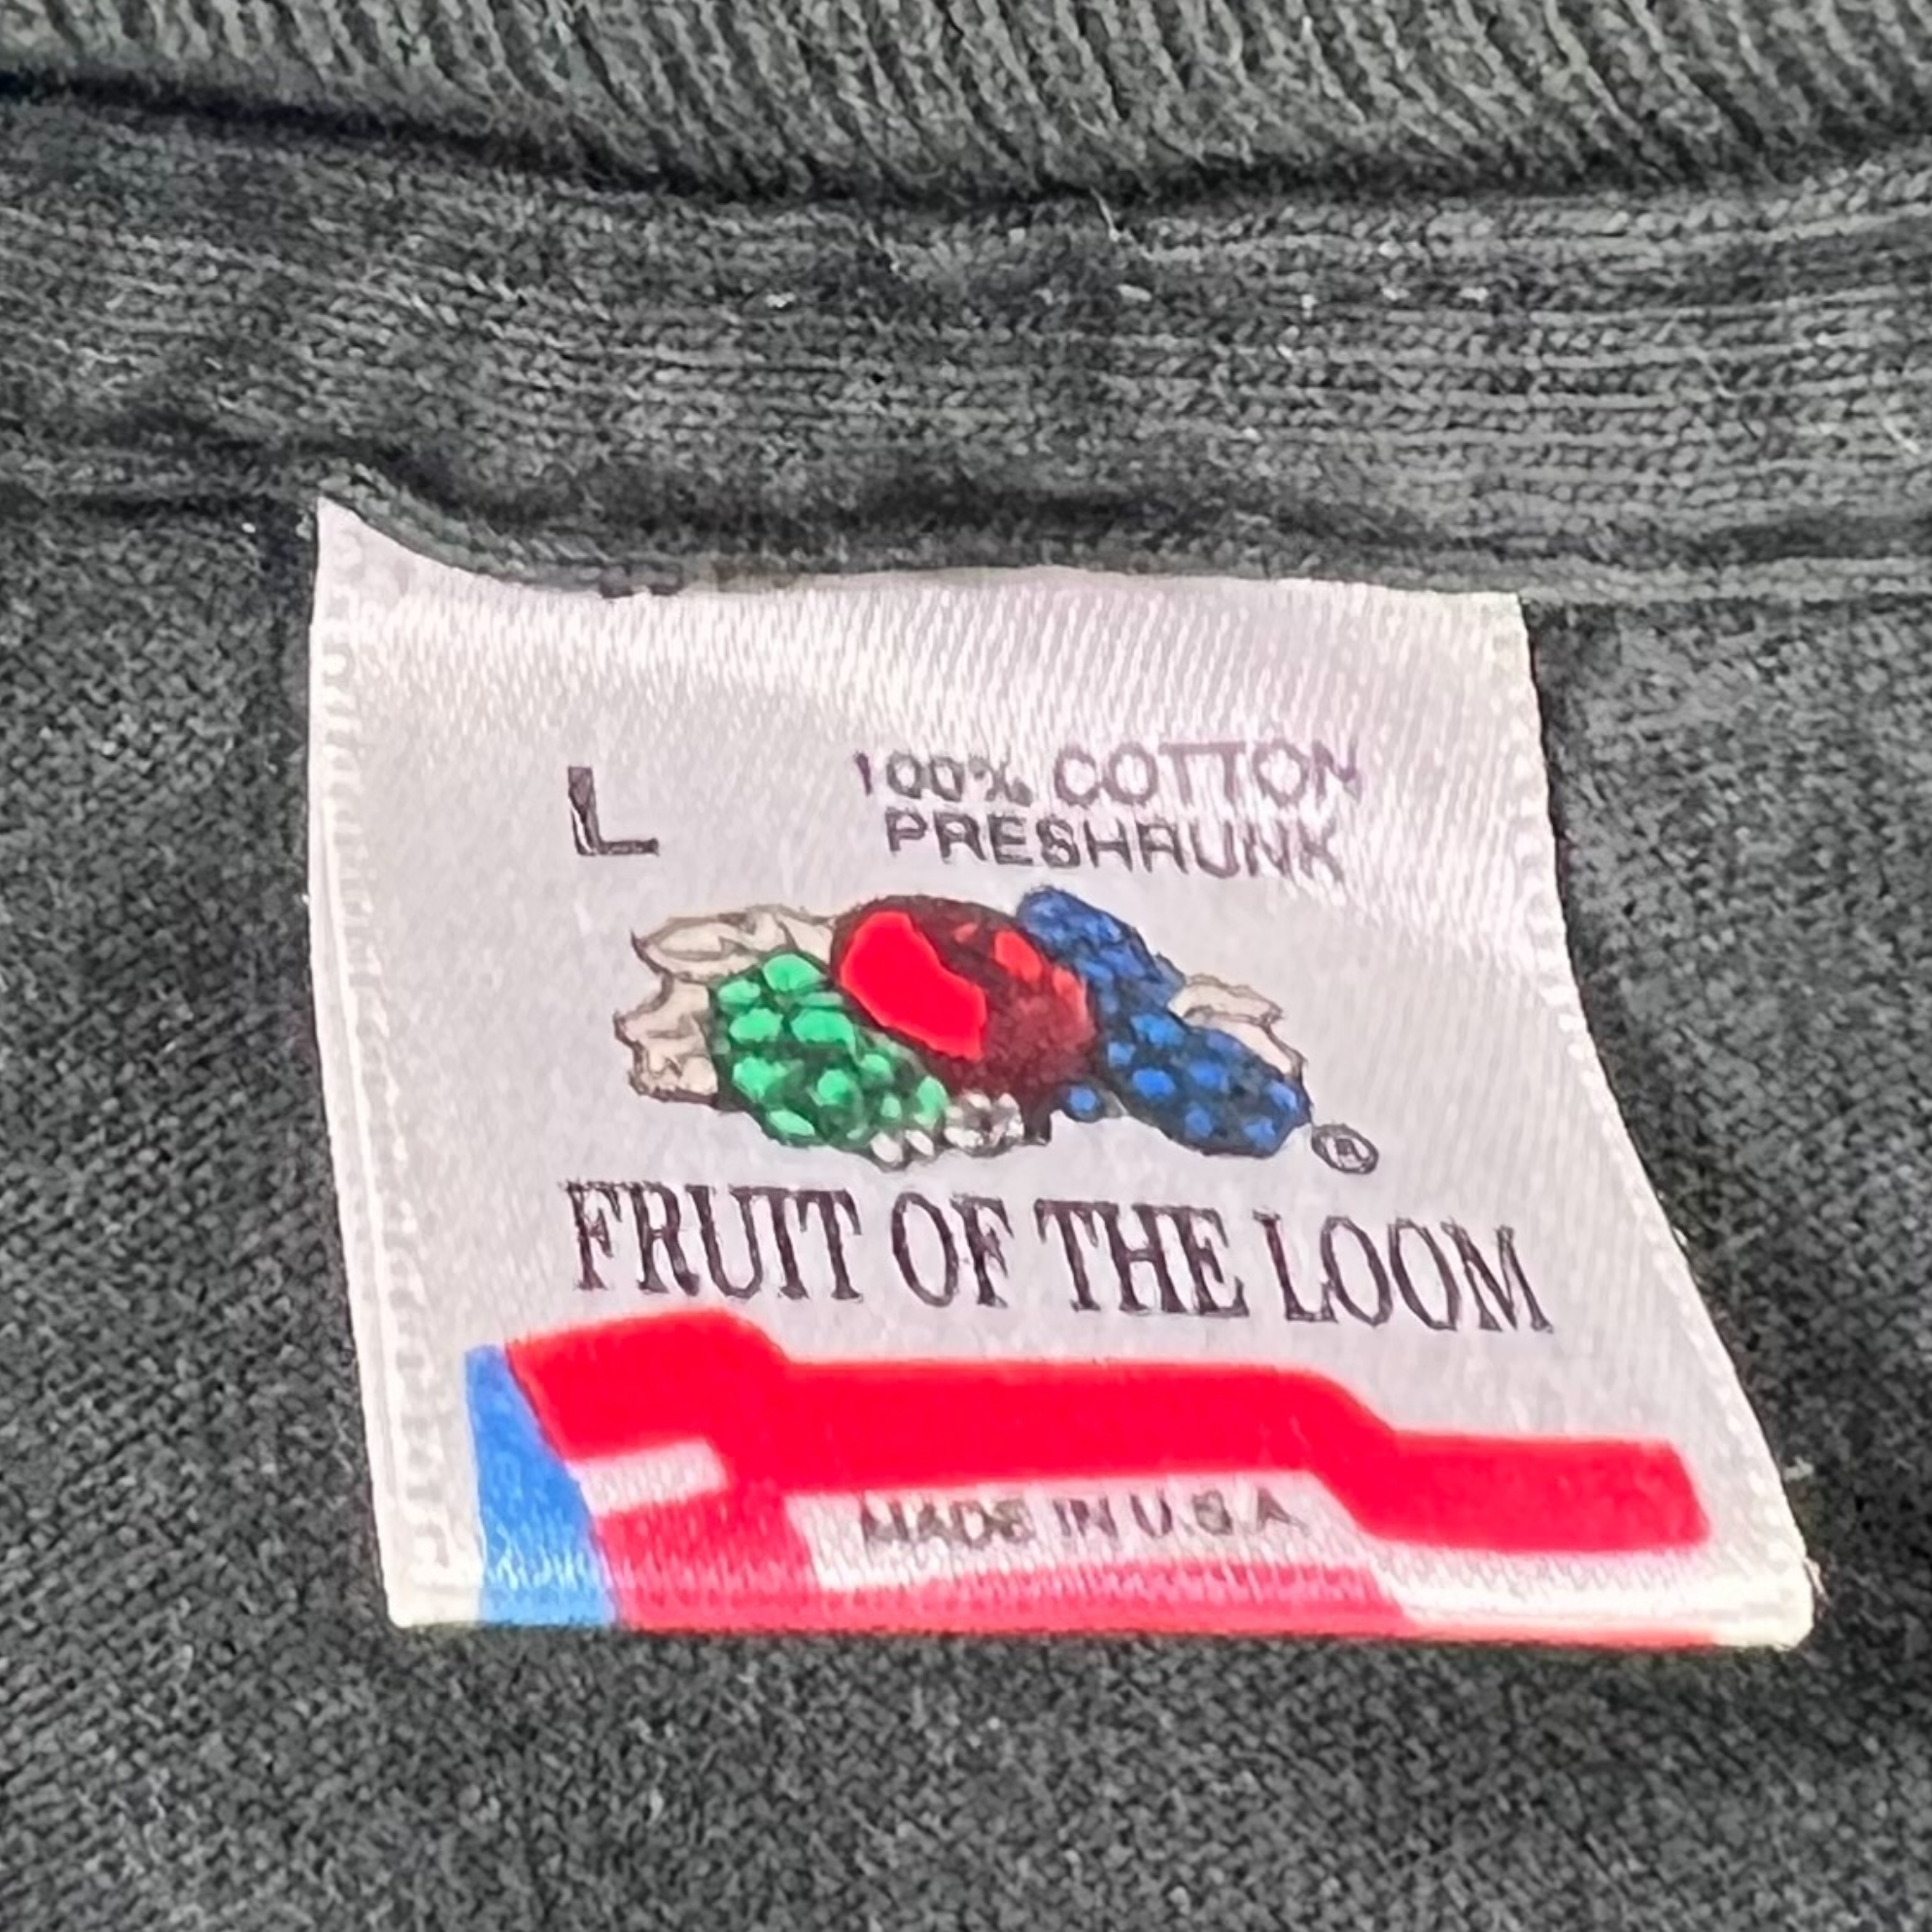 L
100% COTTON
PRESHRUNK
®
FRUIT OF THE LOOM
MADE IN U.S.A.